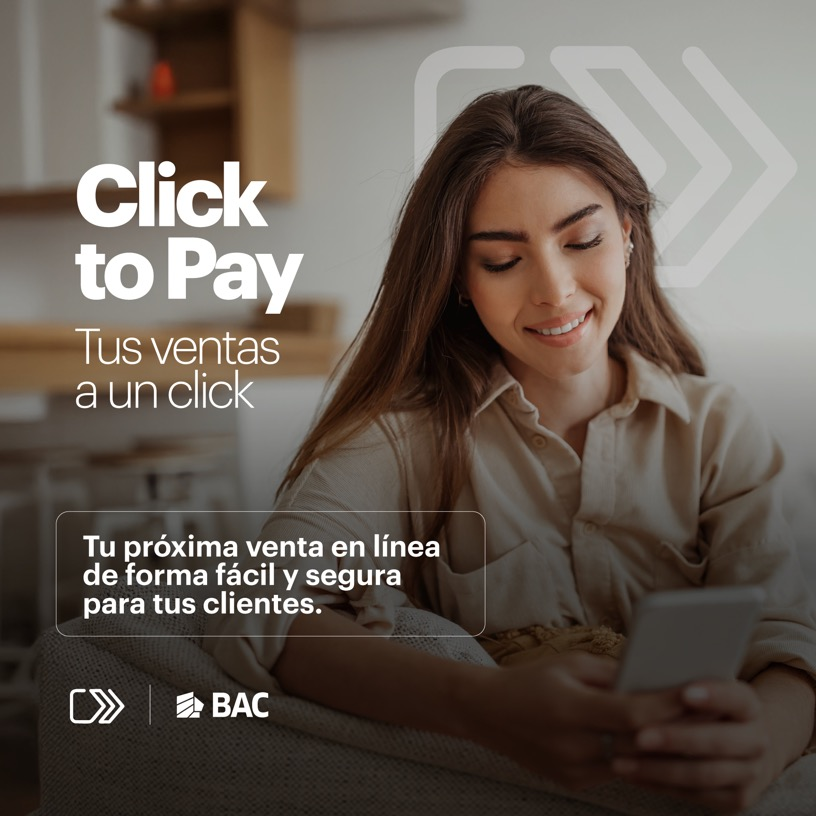 Click
to Pay
Tus ventas
a un click
Tu próxima venta en línea
de forma fácil y segura
para tus clientes.
BAC